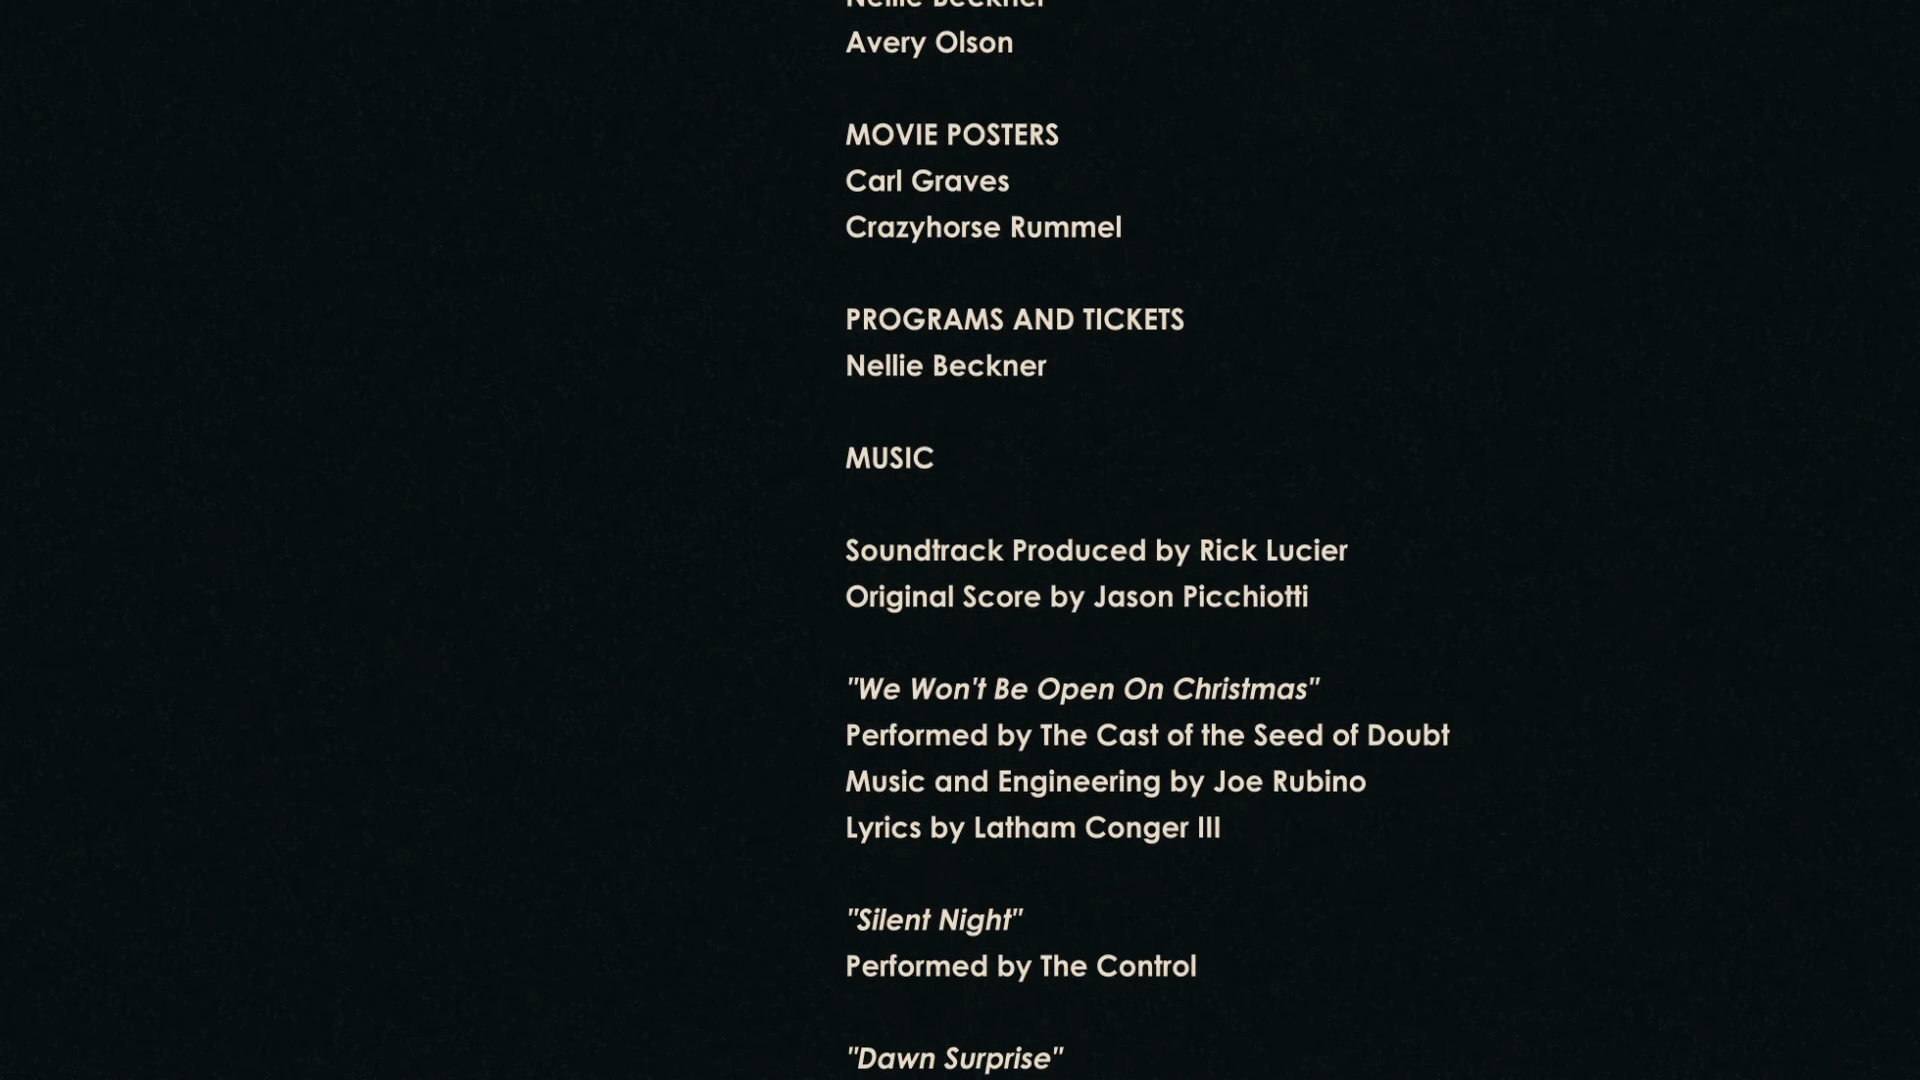 Nellie Beckner
Avery Olson
MOVIE POSTERS
Carl Graves
Crazyhorse Rummel
PROGRAMS AND TICKETS
Nellie Beckner
MUSIC
Soundtrack Produced by Rick Lucier
Original Score by Jason Picchiotti
"We Won't Be Open On Christmas"
Performed by The Cast of the Seed of Doubt
Music and Engineering by Joe Rubino
Lyrics by Latham Conger III
"Silent Night"
Performed by The Control
"Dawn Surprise"